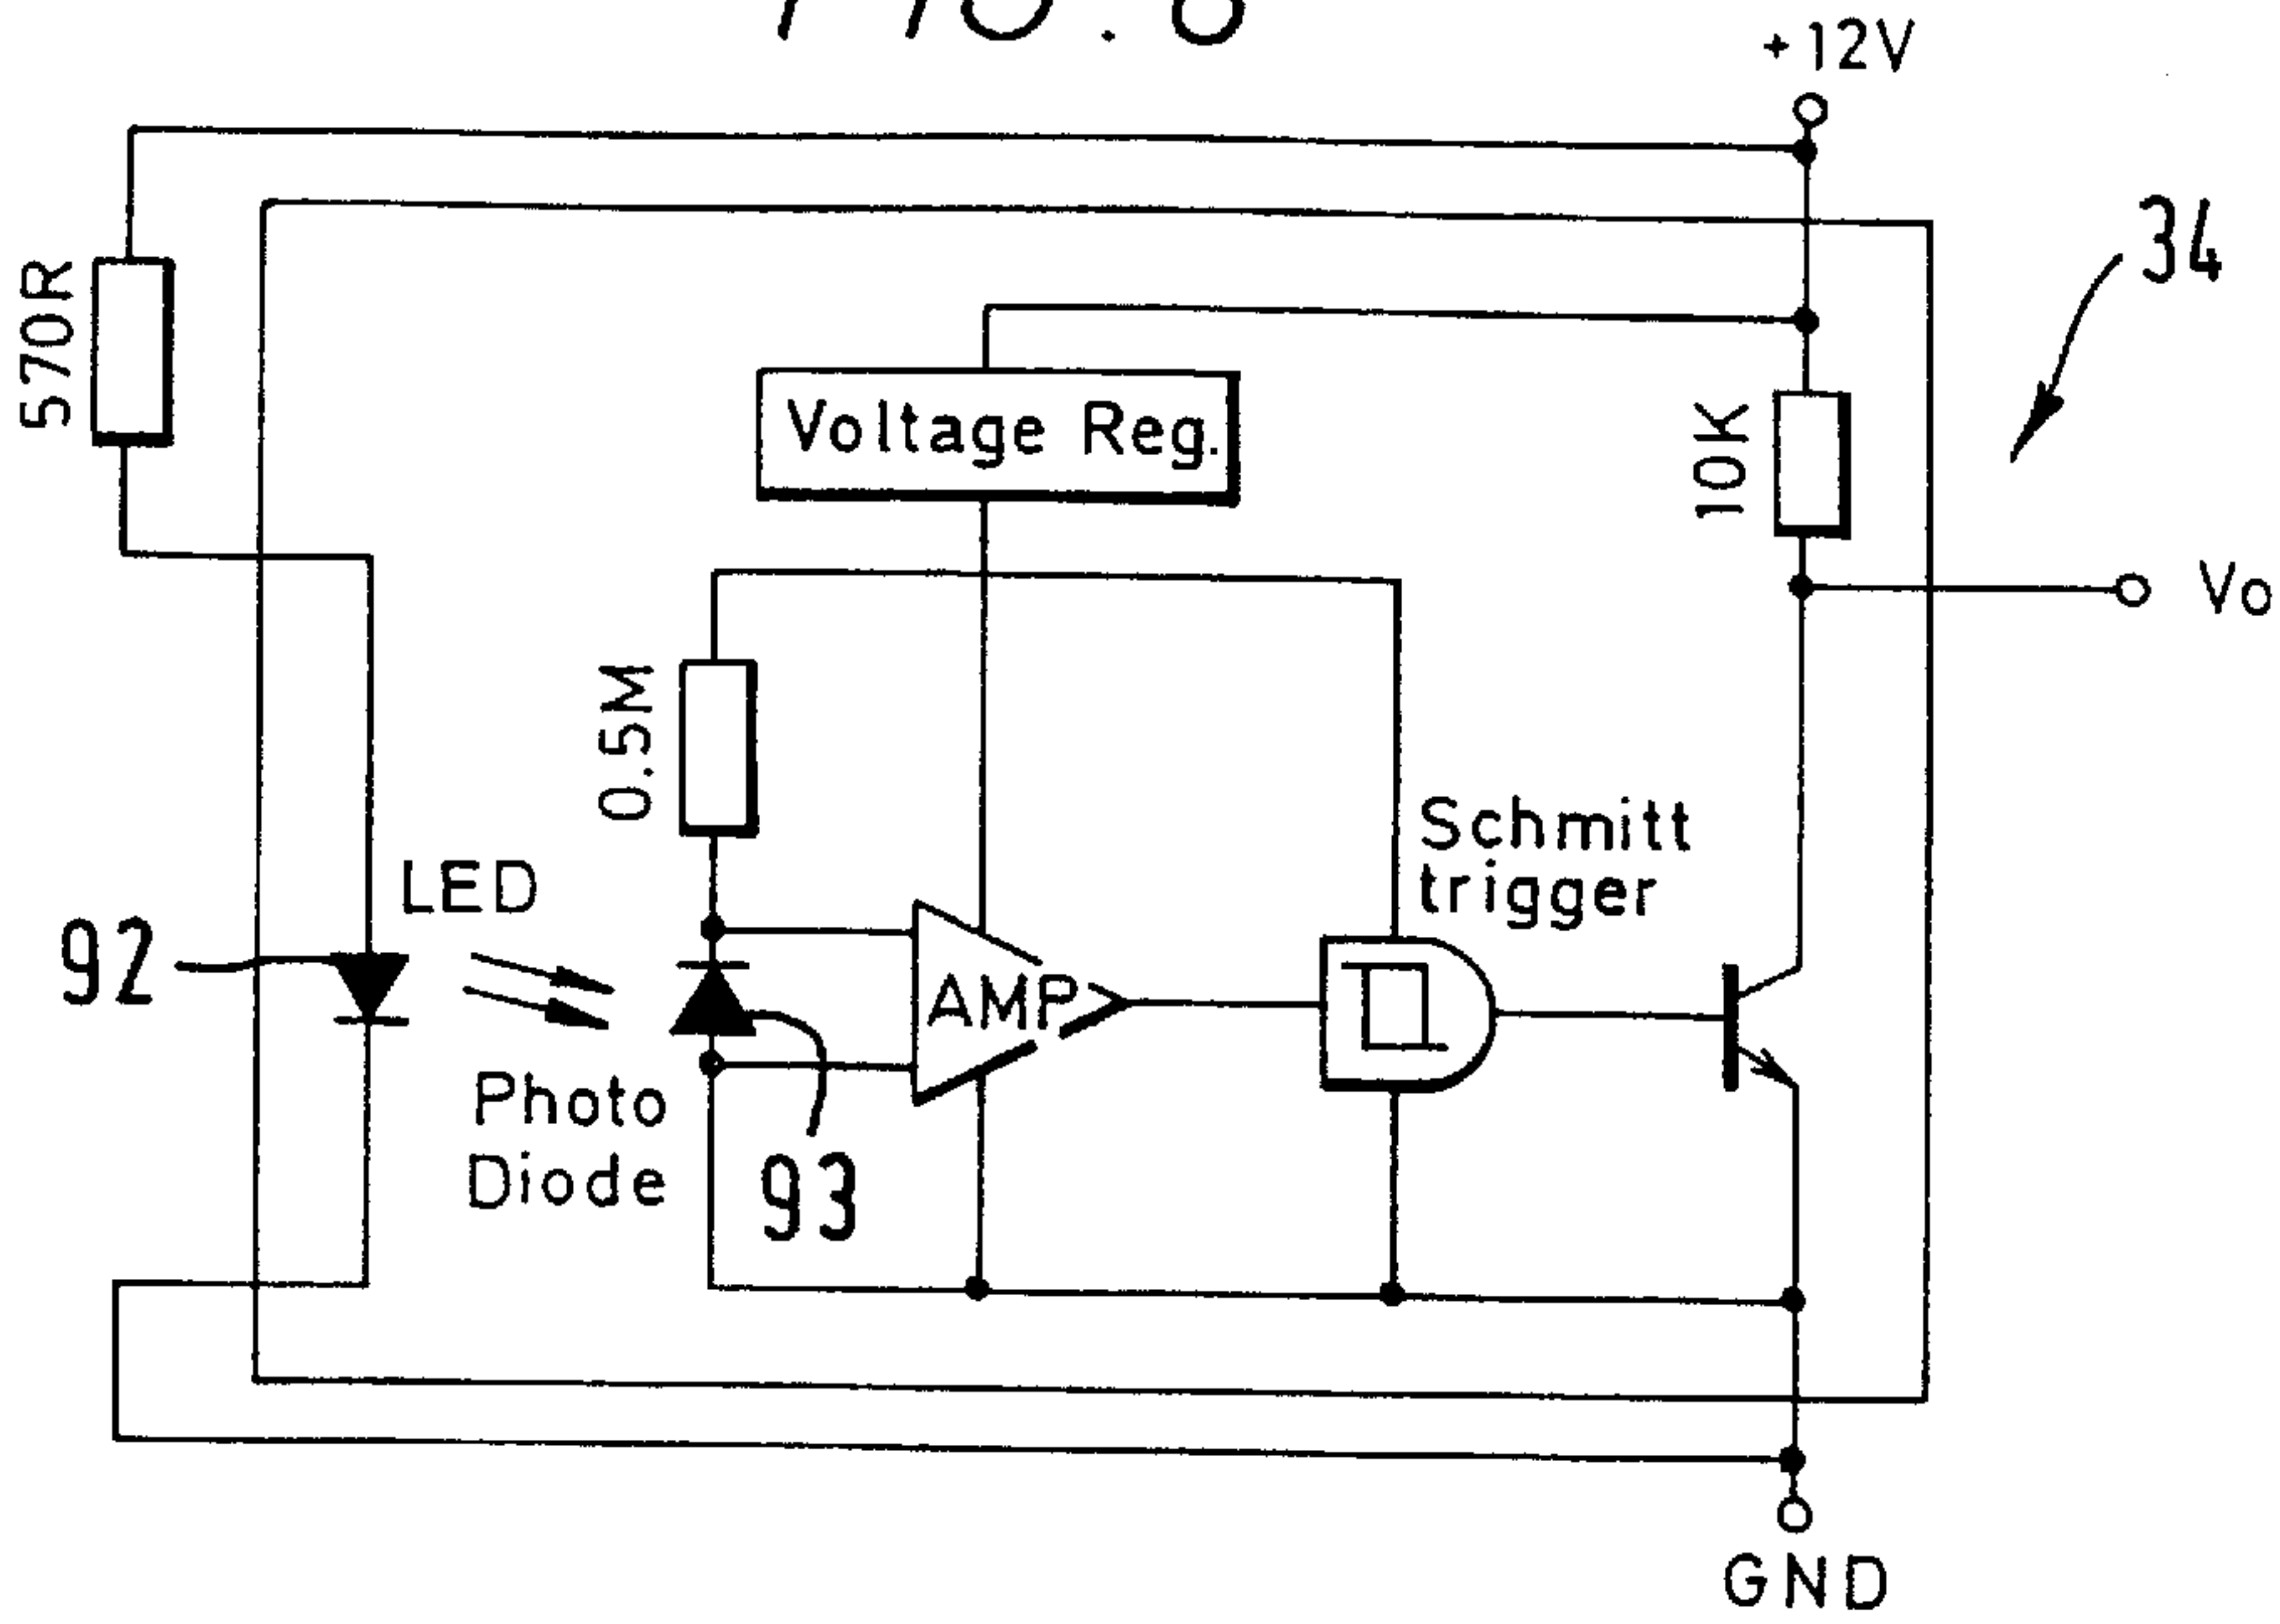 +12V
34
570R
Voltage Reg.
10K
Vo
0.5M
Schmitt
trigger
LED
92
AMP
Photo
Diode
93
GND